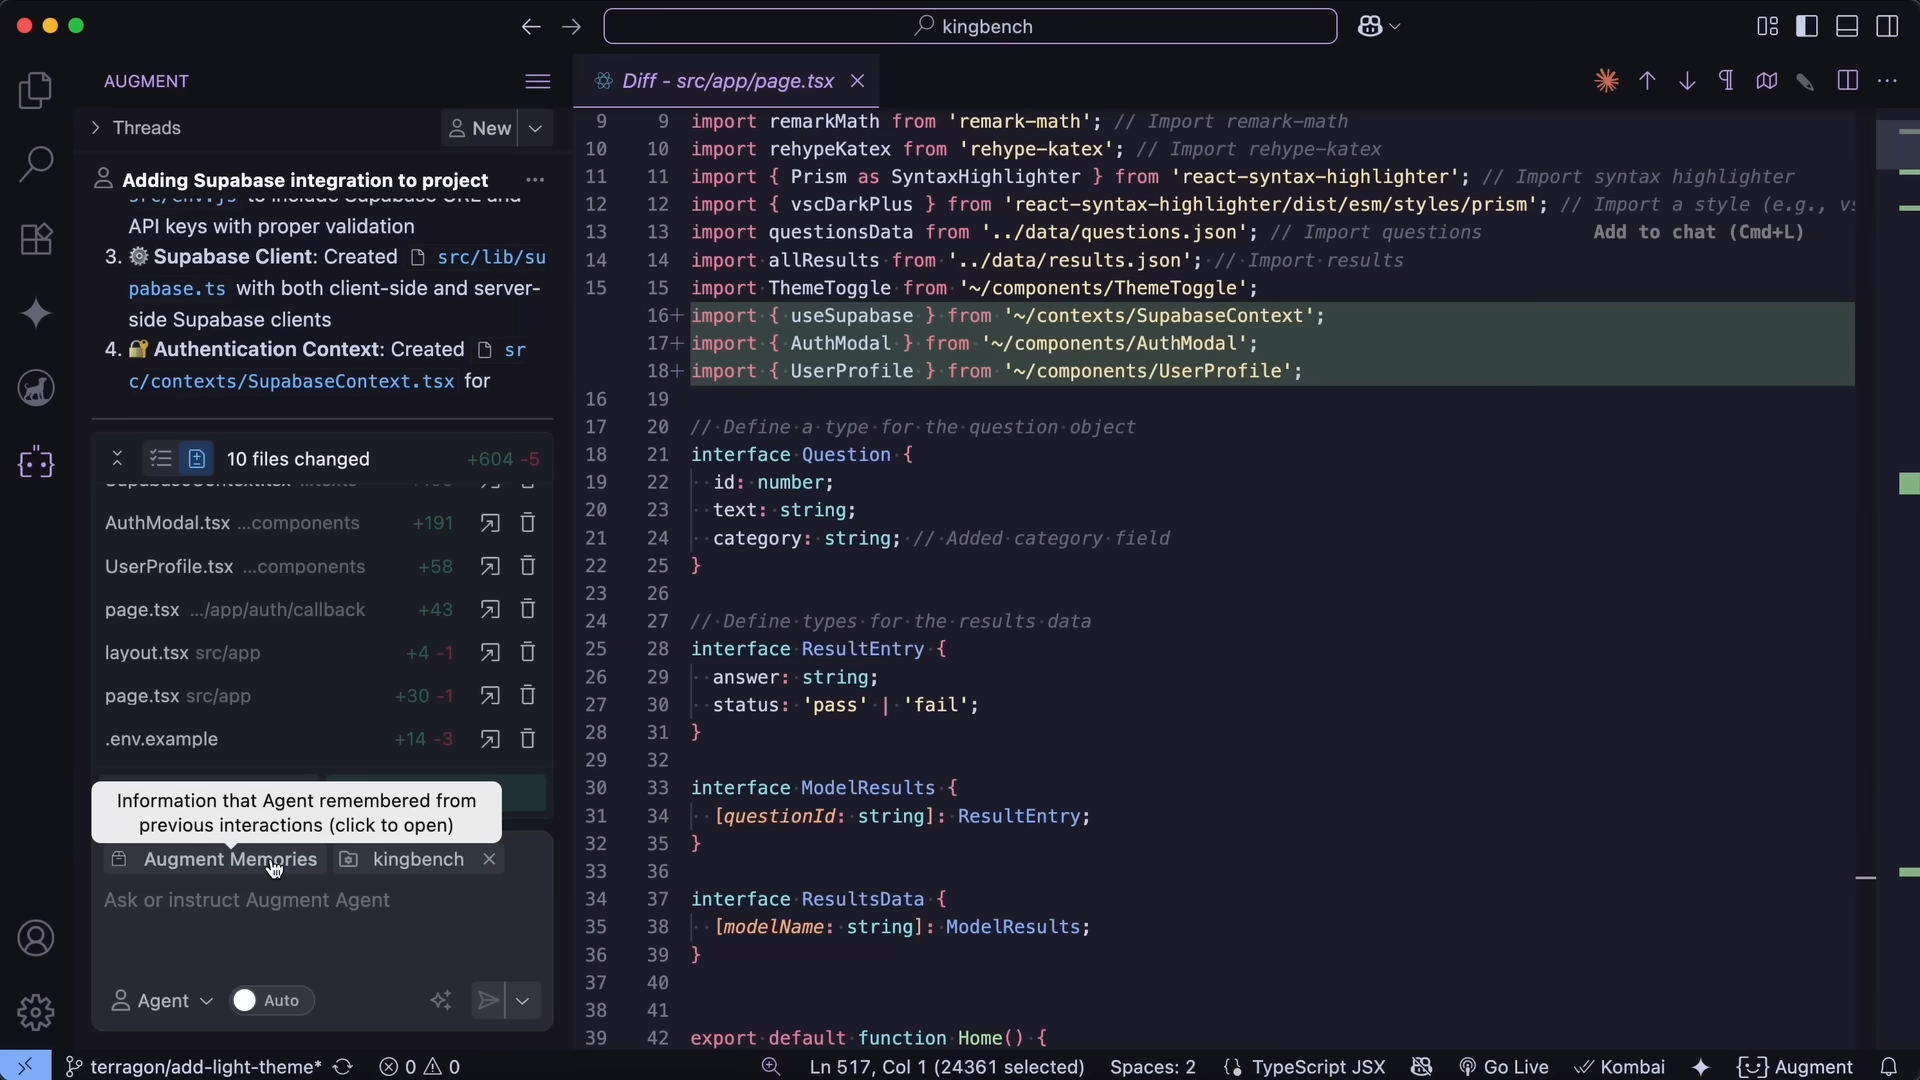 kingbench
AUGMENT
Diff - src/app/page.tsx
Threads
New
Adding Supabase integration to project
src/env.js to include Supabase URL and
API keys with proper validation
3. ⚙️ Supabase Client: Created src/lib/su
pabase.ts with both client-side and server-
side Supabase clients
4. 🔐 Authentication Context: Created sr
c/contexts/SupabaseContext.tsx for
10 files changed +604 -5
AuthModal.tsx ...components +191
UserProfile.tsx ...components +58
page.tsx .../app/auth/callback +43
layout.tsx src/app +4 -1
page.tsx src/app +30 -1
.env.example +14 -3
Information that Agent remembered from
previous interactions (click to open)
Augment Memories kingbench
Ask or instruct Augment Agent
Agent Auto
9 9 import remarkMath from 'remark-math'; // Import remark-math
10 10 import rehypeKatex from 'rehype-katex'; // Import rehype-katex
11 11 import { Prism as SyntaxHighlighter } from 'react-syntax-highlighter'; // Import syntax highlighter
12 12 import { vscDarkPlus } from 'react-syntax-highlighter/dist/esm/styles/prism'; // Import a style (e.g., vs
13 13 import questionsData from '../data/questions.json'; // Import questions Add to chat (Cmd+L)
14 14 import allResults from '../data/results.json'; // Import results
15 15 import ThemeToggle from '~/components/ThemeToggle';
16+ import { useSupabase } from '~/contexts/SupabaseContext';
17+ import { AuthModal } from '~/components/AuthModal';
18+ import { UserProfile } from '~/components/UserProfile';
16 19
17 20 // Define a type for the question object
18 21 interface Question {
19 22 id: number;
20 23 text: string;
21 24 category: string; // Added category field
22 25 }
23 26
24 27 // Define types for the results data
25 28 interface ResultEntry {
26 29 answer: string;
27 30 status: 'pass' | 'fail';
28 31 }
29 32
30 33 interface ModelResults {
31 34 [questionId: string]: ResultEntry;
32 35 }
33 36
34 37 interface ResultsData {
35 38 [modelName: string]: ModelResults;
36 39 }
37 40
38 41
39 42 export default function Home() {
terragon/add-light-theme* 0 0 Ln 517, Col 1 (24361 selected) Spaces: 2 TypeScript JSX Go Live Kombai Augment